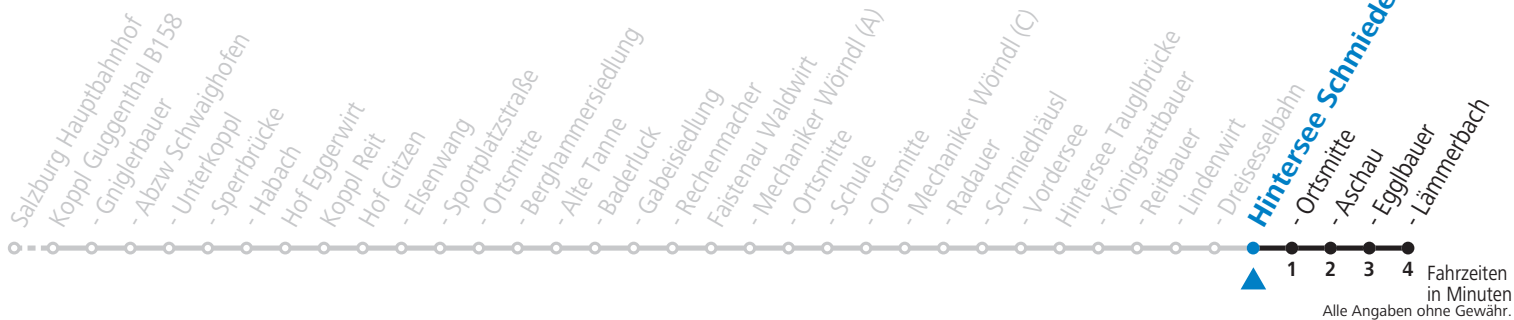 Salzburg Hauptbahnhof
Koppl Guggenthal B158
- Gniglerbauer
- Abzw Schwaighofen
- Unterkoppl
- Sperrbrücke
- Habach
Hof Eggerwirt
Koppl Reit
Hof Gitzen
- Elsenwang
- Sportplatzstraße
- Ortsmitte
- Berghammersiedlung
- Alte Tanne
- Baderluck
- Gabeisiedlung
- Rechenmacher
Faistenau Waldwirt
- Mechaniker Wörndl (A)
- Ortsmitte
- Schule
- Ortsmitte
- Mechaniker Wörndl (C)
- Radauer
- Schmiedhäusl
- Vordersee
Hintersee Tauglbrücke
- Königstattbauer
- Reitbauer
- Lindenwirt
- Dreiesselbahn
Hintersee Schmiede
- Ortsmitte
- Aschau
- Egglbauer
- Lämmerbach
1 2 3 4
Fahrzeiten
in Minuten
Alle Angaben ohne Gewähr.